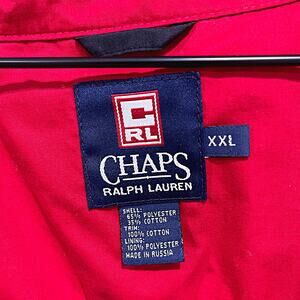 C
RL
CHAPS
RALPH LAUREN
XXL
SHELL:
65% POLYESTER
35% COTTON
TRIM:
100% COTTON
LINING:
100% POLYESTER
MADE IN RUSSIA